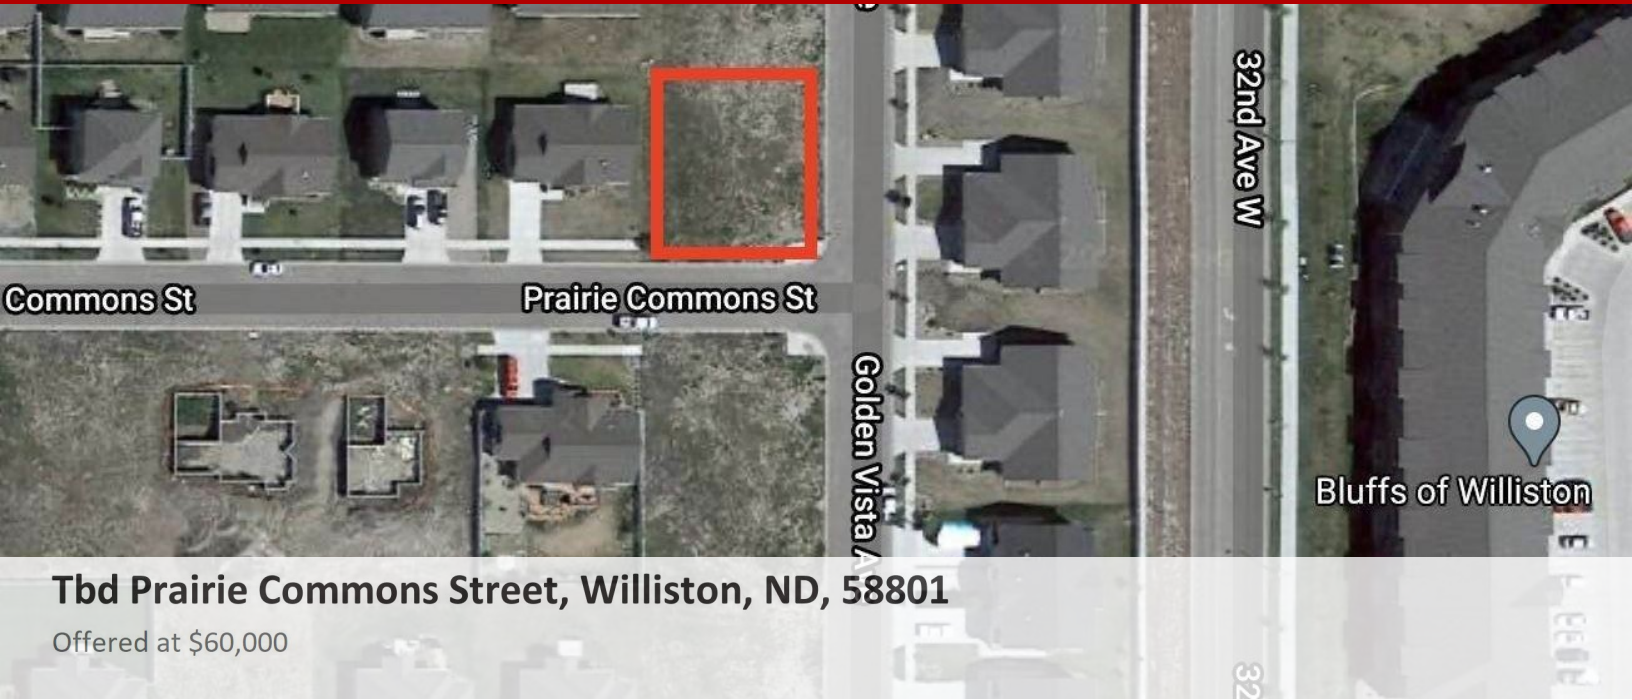 32nd Ave W
Commons St
Prairie Commons St
Golden Vista A
Bluffs of Williston
Tbd Prairie Commons Street, Williston, ND, 58801
Offered at $60,000
32